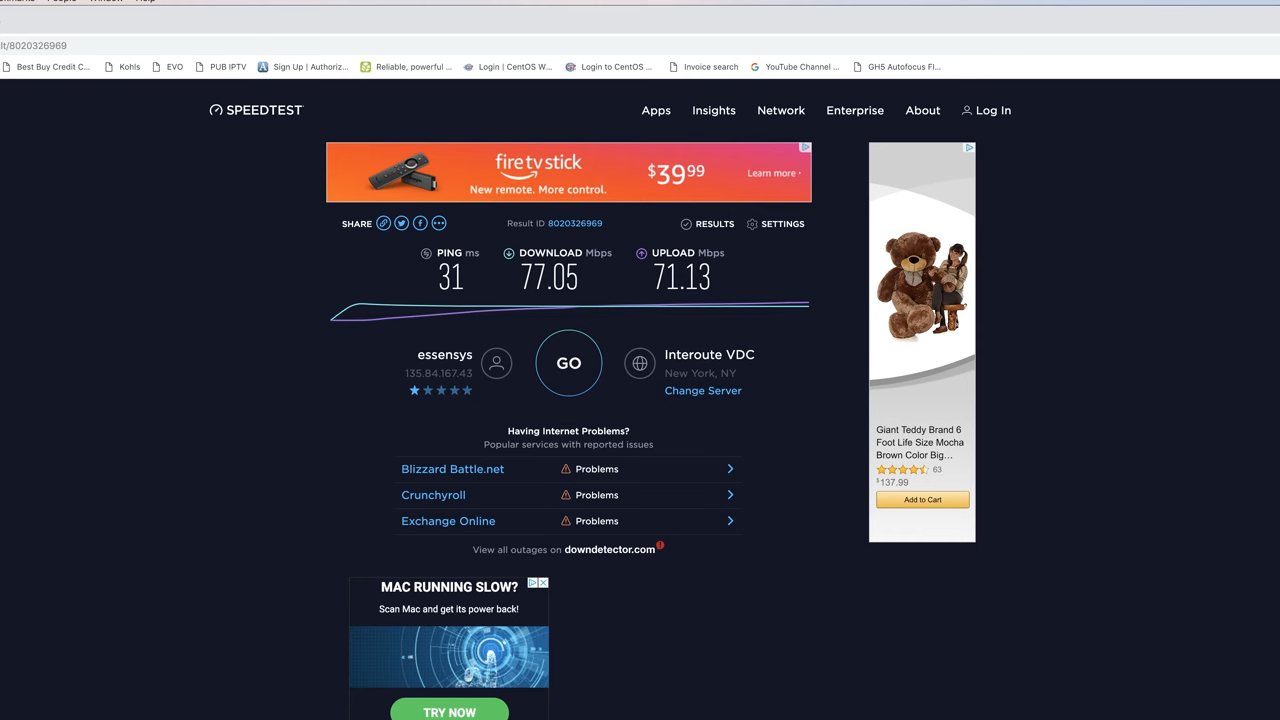 Window
Help
lt/8020326969
Best Buy Credit C...
Kohls
EVO
PUB IPTV
Sign Up | Authoriz...
Reliable, powerful ...
Login | CentOS W...
Login to CentOS ...
Invoice search
YouTube Channel ...
GH5 Autofocus FI...
SPEEDTEST
Apps
Insights
Network
Enterprise
About
Log In
fire tv stick
New remote. More control.
$39.99
Learn more
SHARE
Result ID 8020326969
RESULTS
SETTINGS
PING ms
31
DOWNLOAD Mbps
77.05
UPLOAD Mbps
71.13
essensys
135.84.167.43
GO
Interoute VDC
New York, NY
Change Server
Having Internet Problems?
Popular services with reported issues
Blizzard Battle.net
Problems
Crunchyroll
Problems
Exchange Online
Problems
View all outages on downdetector.com
MAC RUNNING SLOW?
Scan Mac and get its power back!
TRY NOW
Giant Teddy Brand 6
Foot Life Size Mocha
Brown Color Big...
63
$137.99
Add to Cart